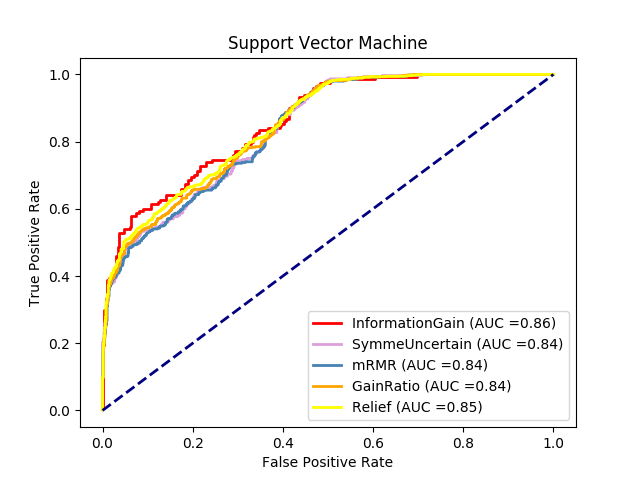 Support Vector Machine
True Positive Rate
1.0
0.8
0.6
0.4
0.2
0.0
InformationGain (AUC =0.86)
SymmeUncertain (AUC =0.84)
mRMR (AUC =0.84)
GainRatio (AUC =0.84)
Relief (AUC =0.85)
0.0 0.2 0.4 0.6 0.8 1.0
False Positive Rate